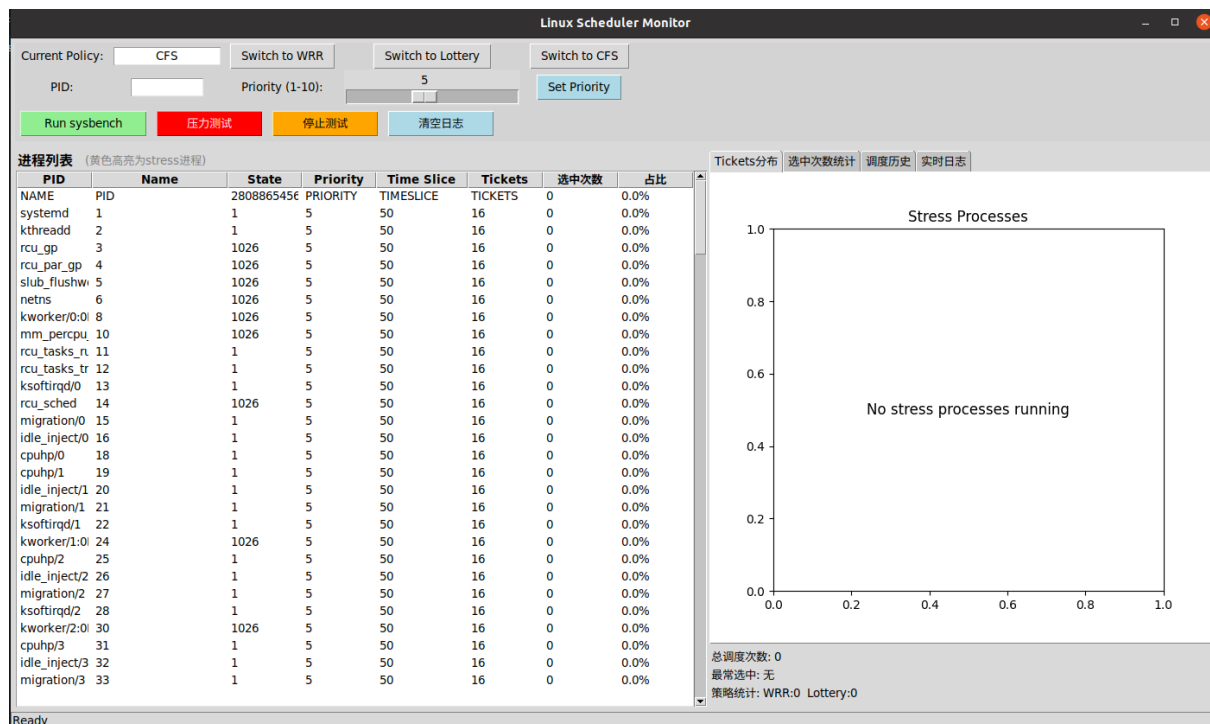 Linux Scheduler Monitor
Current Policy: CFS Switch to WRR Switch to Lottery Switch to CFS
PID: Priority (1-10): 5 Set Priority
Run sysbench 压力测试 停止测试 清空日志
进程列表 (黄色高亮为stress进程)
PID Name State Priority Time Slice Tickets 选中次数 占比
NAME PID 2808865456 PRIORITY TIMESLICE TICKETS 0 0.0%
systemd 1 1 5 50 16 0 0.0%
kthreadd 2 1 5 50 16 0 0.0%
rcu_gp 3 1026 5 50 16 0 0.0%
rcu_par_gp 4 1026 5 50 16 0 0.0%
slub_flushw 5 1026 5 50 16 0 0.0%
netns 6 1026 5 50 16 0 0.0%
kworker/0:0 8 1026 5 50 16 0 0.0%
mm_percpu_ 10 1026 5 50 16 0 0.0%
rcu_tasks_ru 11 1 5 50 16 0 0.0%
rcu_tasks_tr 12 1 5 50 16 0 0.0%
ksoftirqd/0 13 1 5 50 16 0 0.0%
rcu_sched 14 1026 5 50 16 0 0.0%
migration/0 15 1 5 50 16 0 0.0%
idle_inject/0 16 1 5 50 16 0 0.0%
cpuhp/0 18 1 5 50 16 0 0.0%
cpuhp/1 19 1 5 50 16 0 0.0%
idle_inject/1 20 1 5 50 16 0 0.0%
migration/1 21 1 5 50 16 0 0.0%
ksoftirqd/1 22 1 5 50 16 0 0.0%
kworker/1:0 24 1026 5 50 16 0 0.0%
cpuhp/2 25 1 5 50 16 0 0.0%
idle_inject/2 26 1 5 50 16 0 0.0%
migration/2 27 1 5 50 16 0 0.0%
ksoftirqd/2 28 1 5 50 16 0 0.0%
kworker/2:0 30 1026 5 50 16 0 0.0%
cpuhp/3 31 1 5 50 16 0 0.0%
idle_inject/3 32 1 5 50 16 0 0.0%
migration/3 33 1 5 50 16 0 0.0%
Tickets分布 选中次数统计 调度历史 实时日志
Stress Processes
1.0
0.8
0.6
No stress processes running
0.4
0.2
0.0
0.0 0.2 0.4 0.6 0.8 1.0
总调度次数: 0
最常选中: 无
策略统计: WRR:0 Lottery:0
Ready